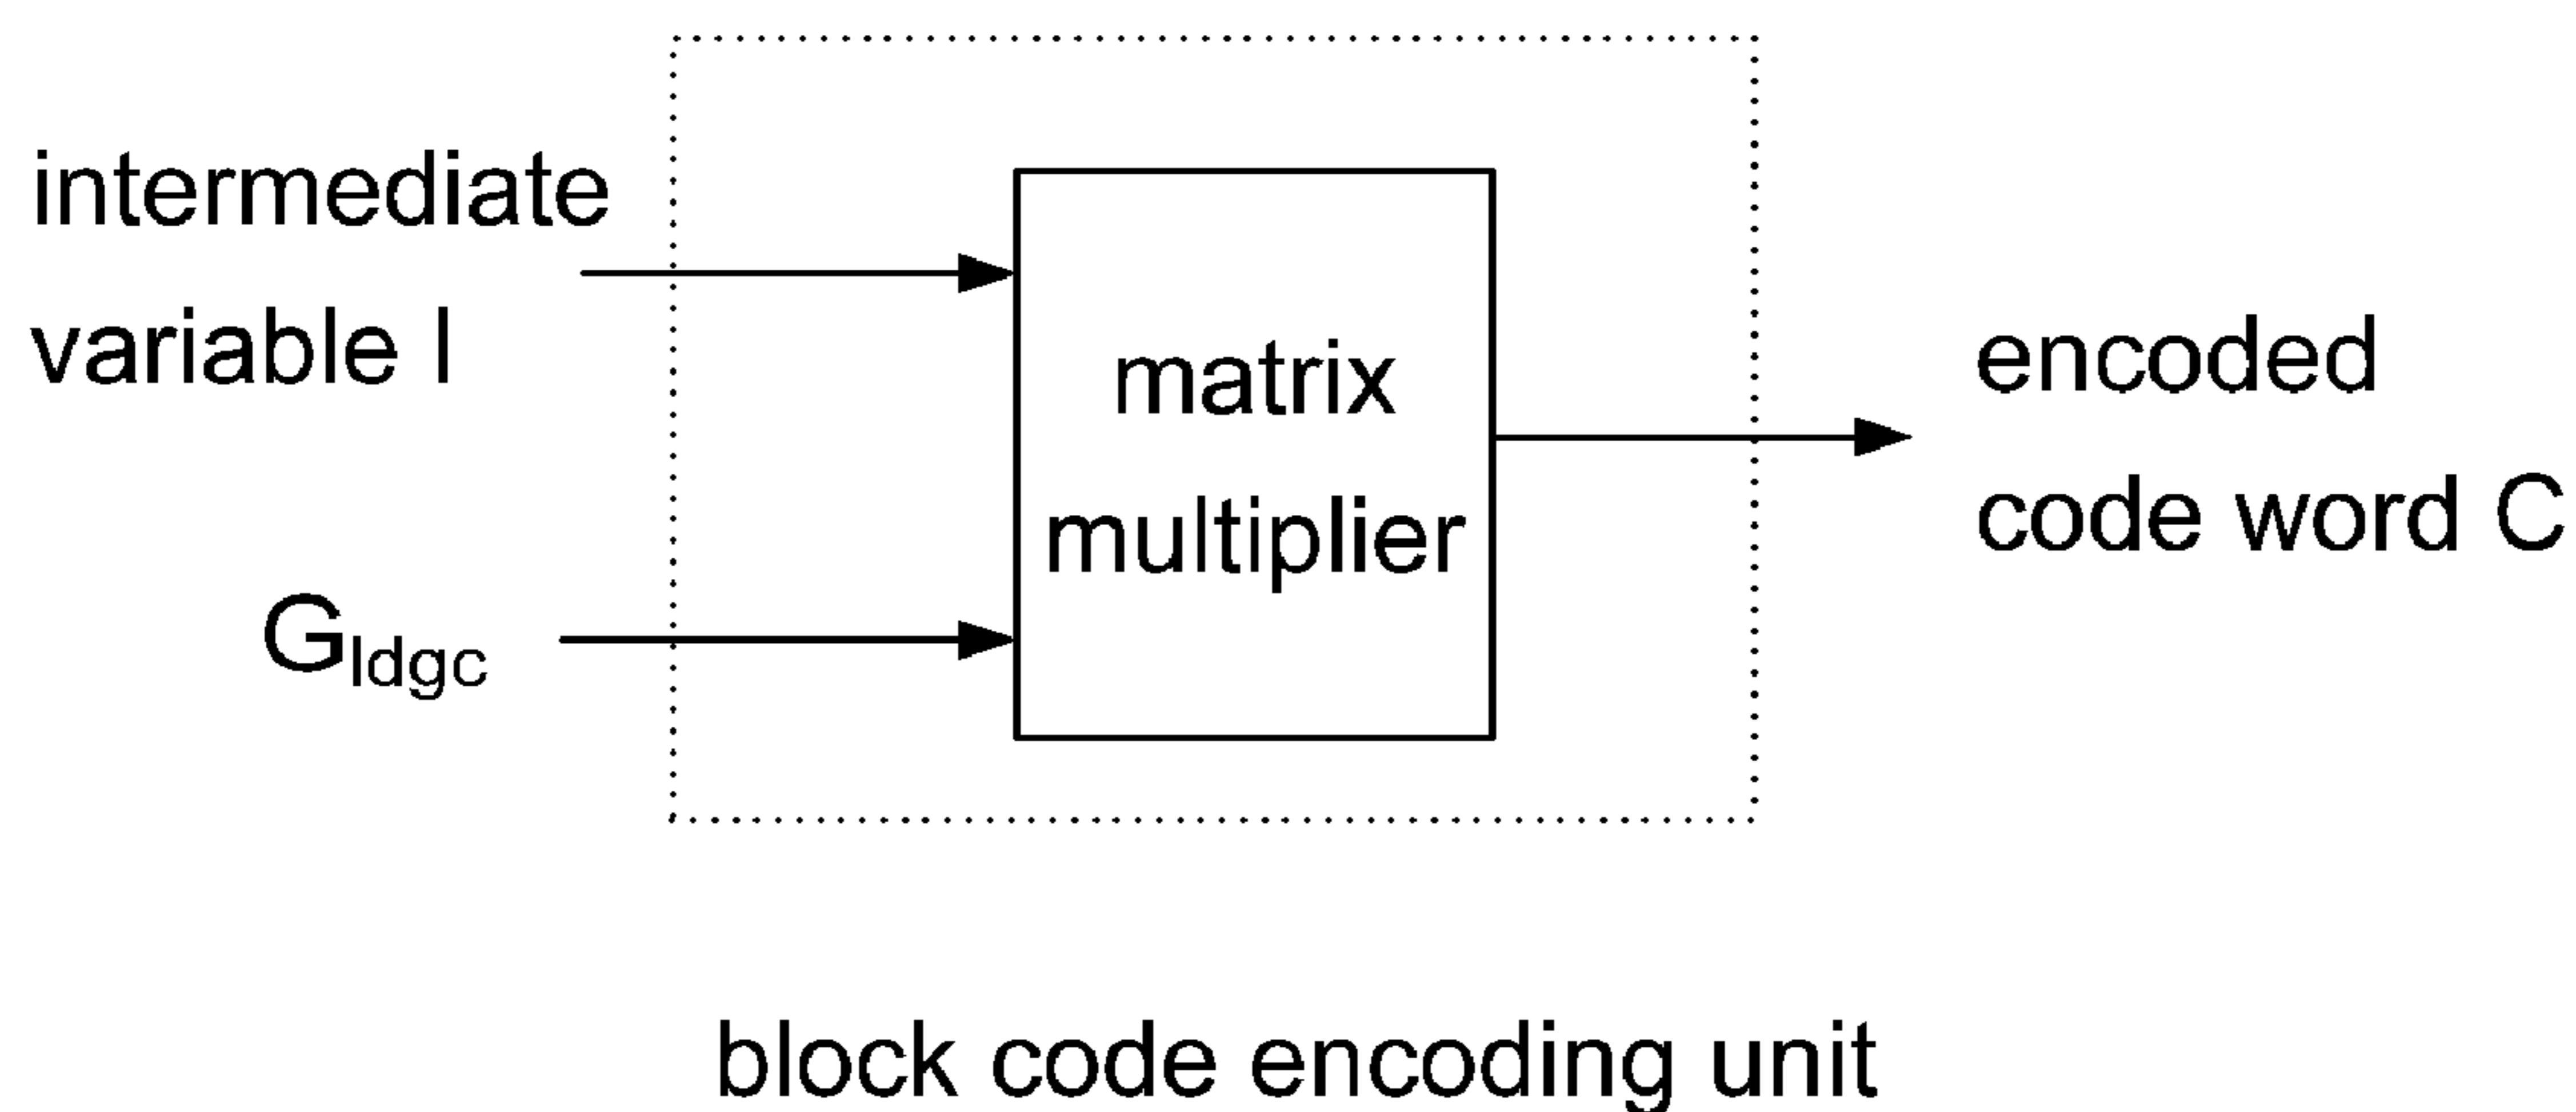 intermediate
variable I
G_ldgc
matrix
multiplier
encoded
code word C
block code encoding unit